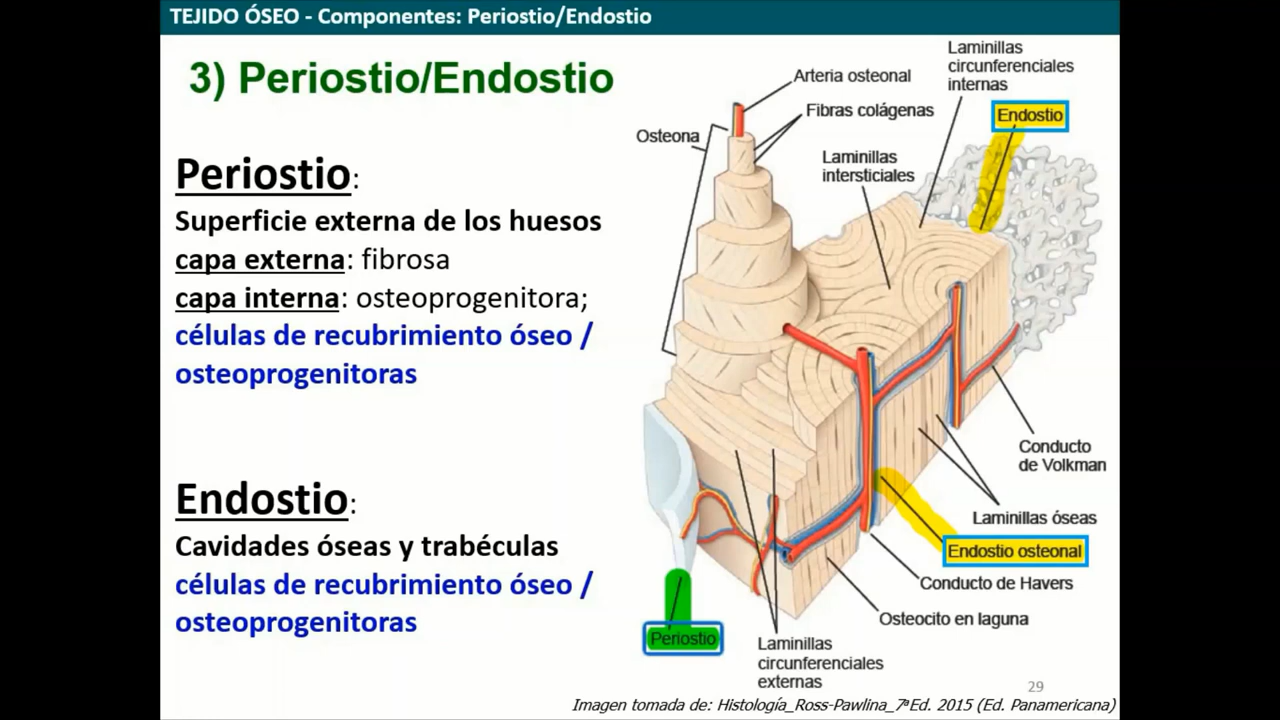 TEJIDO ÓSEO - Componentes: Periostio/Endostio
3) Periostio/Endostio
Periostio:
Superficie externa de los huesos
capa externa: fibrosa
capa interna: osteoprogenitora;
células de recubrimiento óseo /
osteoprogenitoras
Endostio:
Cavidades óseas y trabéculas
células de recubrimiento óseo /
osteoprogenitoras
Laminillas
circunferenciales
internas
Arteria osteonal
Fibras colágenas
Endostio
Osteona
Laminillas
intersticiales
Conducto
de Volkman
Laminillas óseas
Endostio osteonal
Conducto de Havers
Osteocito en laguna
Periostio
Laminillas
circunferenciales
externas
29
Imagen tomada de: Histología_Ross-Pawlina_7ªEd. 2015 (Ed. Panamericana)